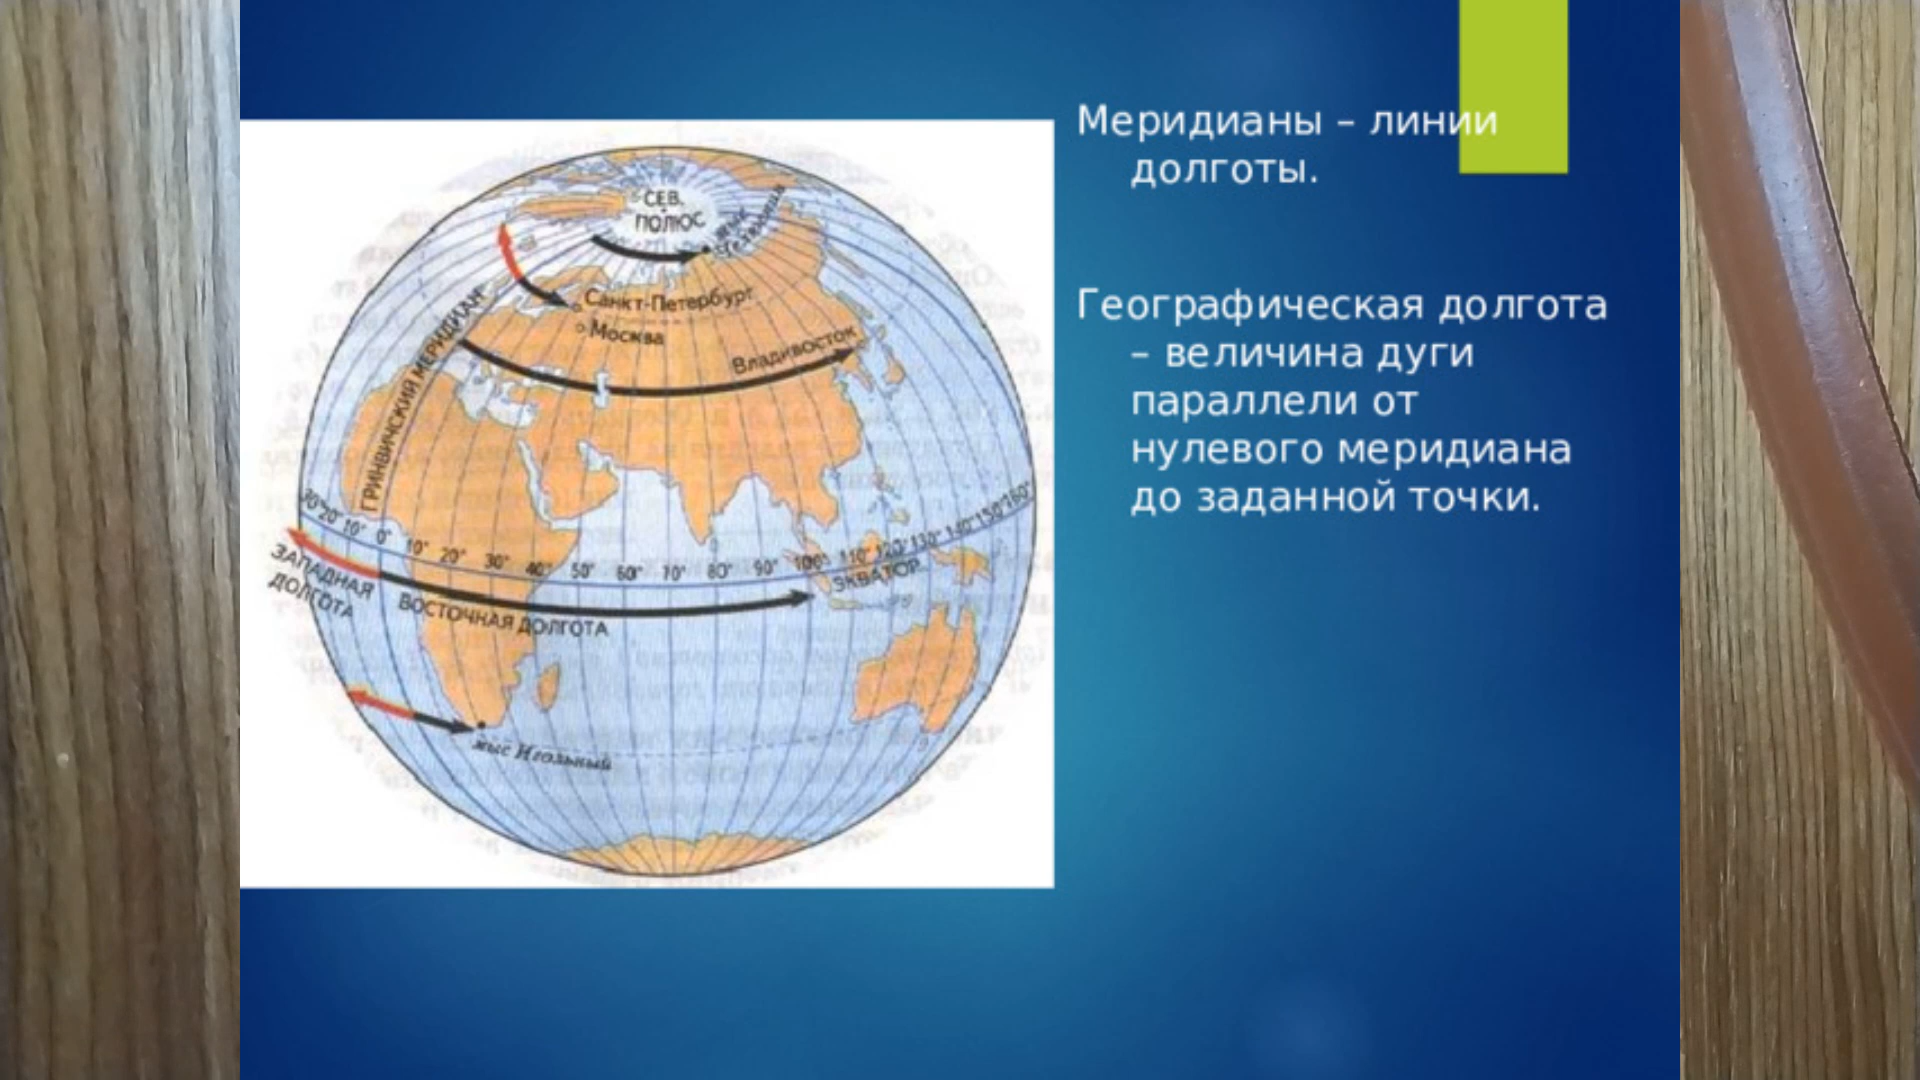 Меридианы – линии
долготы.
Географическая долгота
– величина дуги
параллели от
нулевого меридиана
до заданной точки.
СЕВ.
ПОЛЮС
Санкт-Петербург
Москва
Владивосток
ГРИНВИЧСКИЙ МЕРИДИАН
30° 20° 10° 0° 10° 20° 30° 40° 50° 60° 70° 80° 90° 100° 110° 120° 130° 140° 150° 160°
ЭКВАТОР
ЗАПАДНАЯ
ДОЛГОТА
ВОСТОЧНАЯ ДОЛГОТА
мыс Игольный